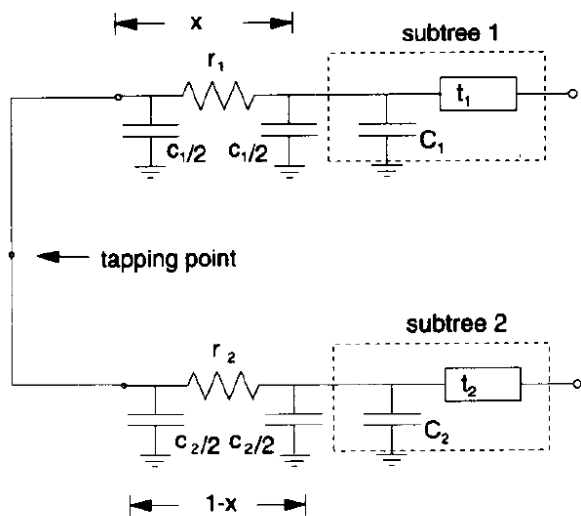 x
subtree 1
r1
t1
c1/2
c1/2
C1
tapping point
subtree 2
r2
t2
c2/2
c2/2
C2
1-x